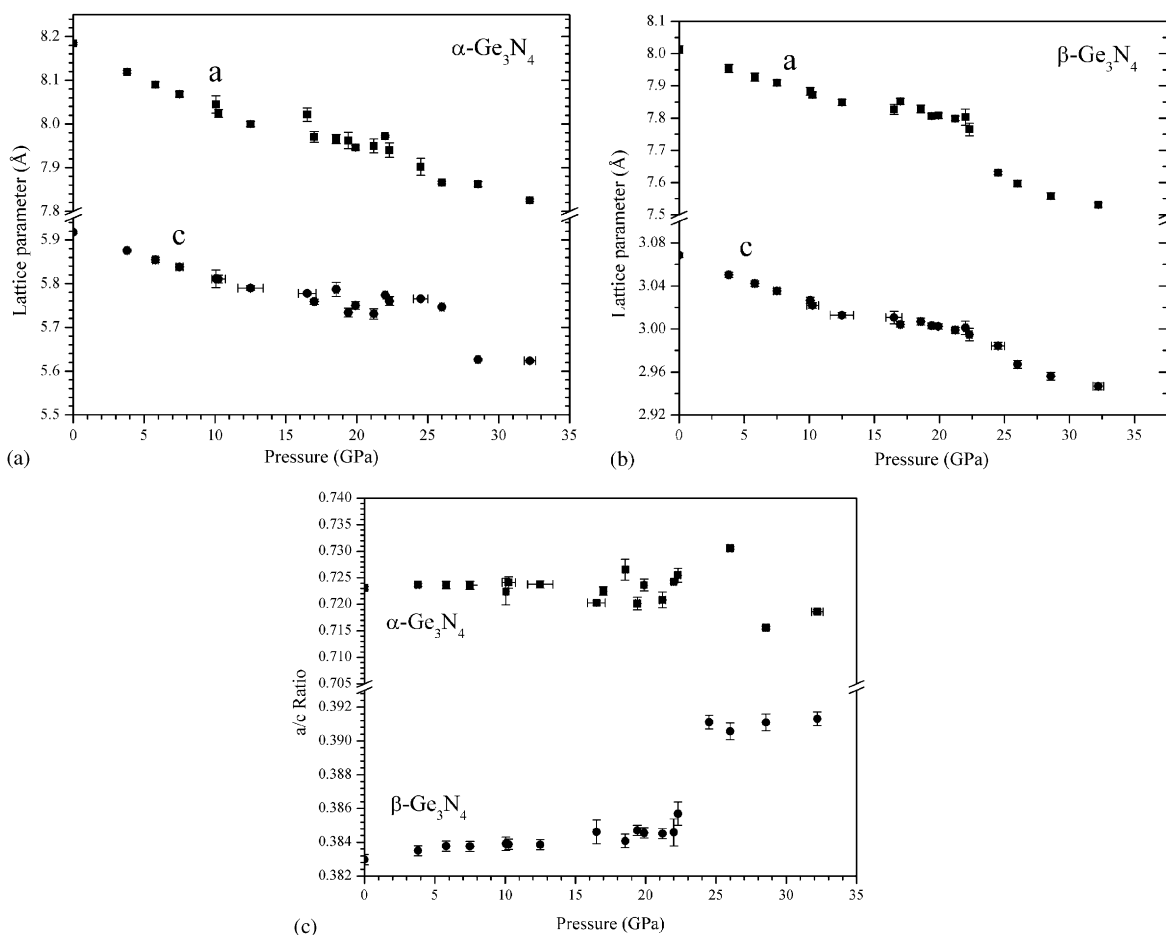 α-Ge3N4
a
c
8.2
8.1
8.0
7.9
7.8
5.9
5.8
5.7
5.6
5.5
0 5 10 15 20 25 30 35
Lattice parameter (Å)
Pressure (GPa)
(a)
β-Ge3N4
a
c
8.1
8.0
7.9
7.8
7.7
7.6
7.5
3.08
3.04
3.00
2.96
2.92
0 5 10 15 20 25 30 35
Lattice parameter (Å)
Pressure (GPa)
(b)
0.740
0.735
0.730
0.725
0.720
0.715
0.710
0.705
0.392
0.390
0.388
0.386
0.384
0.382
α-Ge3N4
β-Ge3N4
a/c Ratio
0 5 10 15 20 25 30 35
Pressure (GPa)
(c)